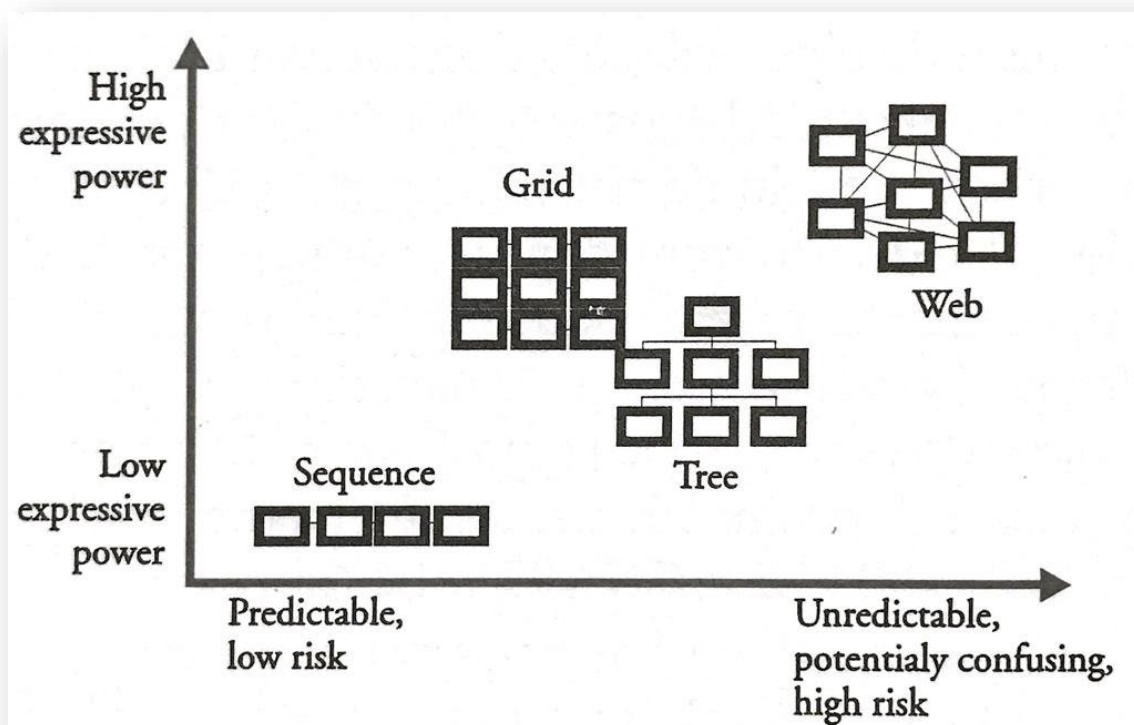 High
expressive
power
Grid
Web
Low
expressive
power
Sequence
Tree
Predictable,
low risk
Unredictable,
potentialy confusing,
high risk